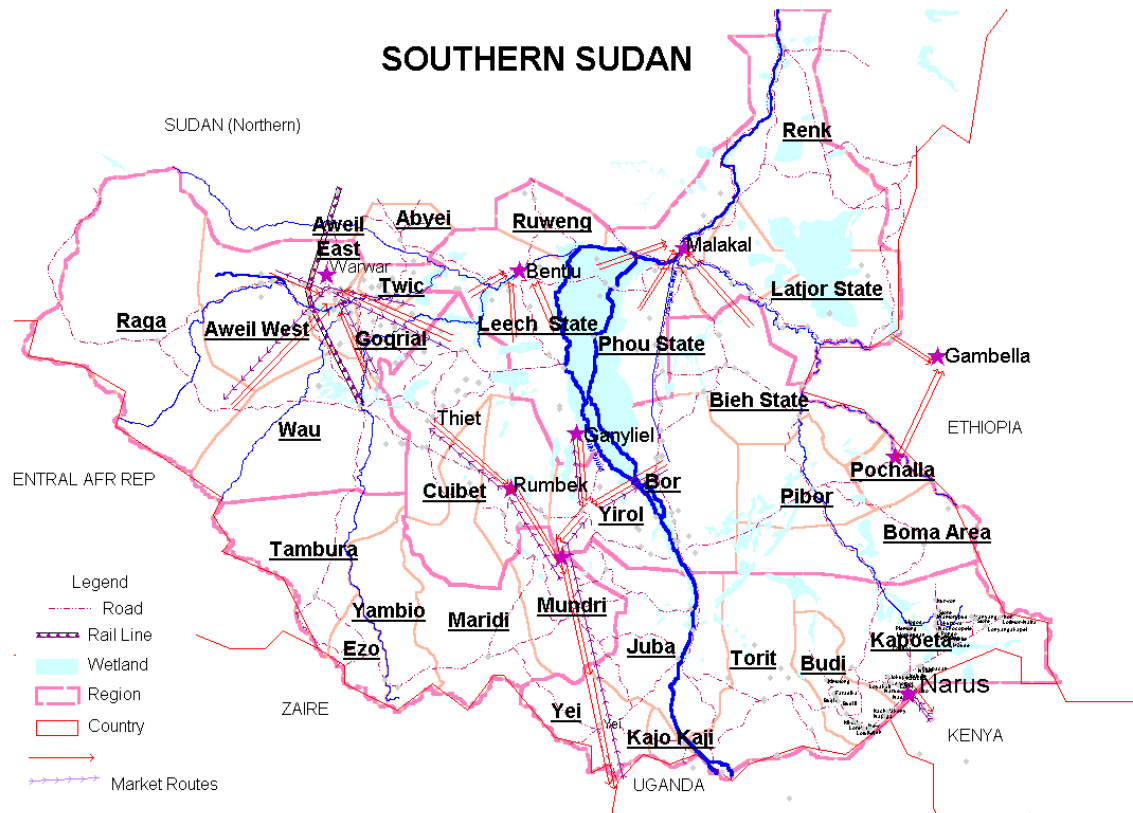 SOUTHERN SUDAN
SUDAN (Northern)
Renk
Aweil
East
Abyei
Ruweng
Malakal
Warwar
Bentiu
Twic
Latjor State
Raga
Aweil West
Gogrial
Leech State
Phou State
Gambella
Bieh State
Thiet
Wau
Ganyliel
ETHIOPIA
ENTRAL AFR REP
Cuibet
Rumbek
Bor
Pochalla
Pibor
Yirol
Boma Area
Tambura
Legend
Road
Rail Line
Wetland
Region
Country
Market Routes
Yambio
Maridi
Mundri
Ezo
Juba
Torit
Budi
Kapoeta
Narus
ZAIRE
Yei
Yei
Kajo Kaji
KENYA
UGANDA